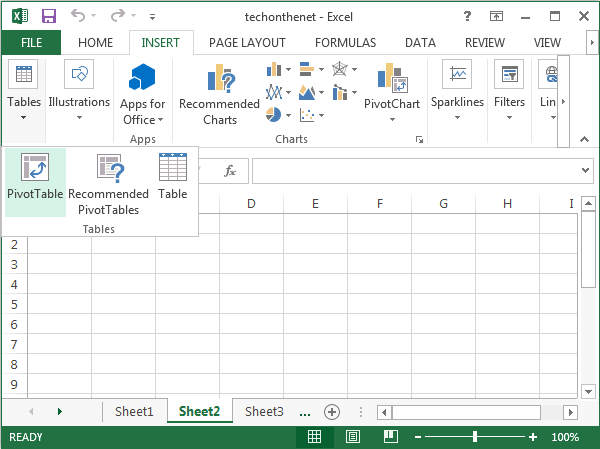 techonthenet - Excel
FILE HOME INSERT PAGE LAYOUT FORMULAS DATA REVIEW VIEW
Tables Illustrations Apps for Office Recommended Charts PivotChart Sparklines Filters Lin
Apps Charts
PivotTable Recommended PivotTables Table
Tables
fx
D E F G H I
2
3
4
5
6
7
8
9
Sheet1 Sheet2 Sheet3 ...
READY 100%